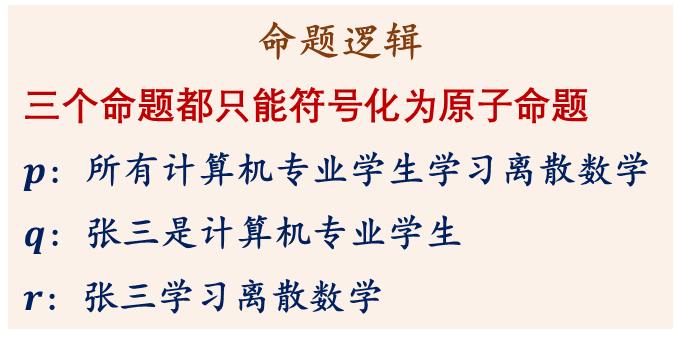 命题逻辑
三个命题都只能符号化为原子命题
p：所有计算机专业学生学习离散数学
q：张三是计算机专业学生
r：张三学习离散数学